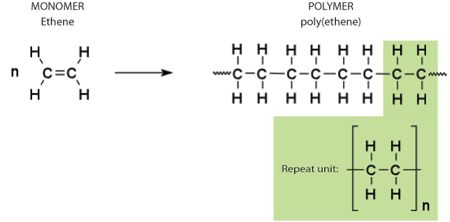 MONOMER
Ethene
H H
n C=C
H H
POLYMER
poly(ethene)
H H H H H H H H
C-C-C-C-C-C-C-C
H H H H H H H H
H H
Repeat unit: -C-C-
H H
n